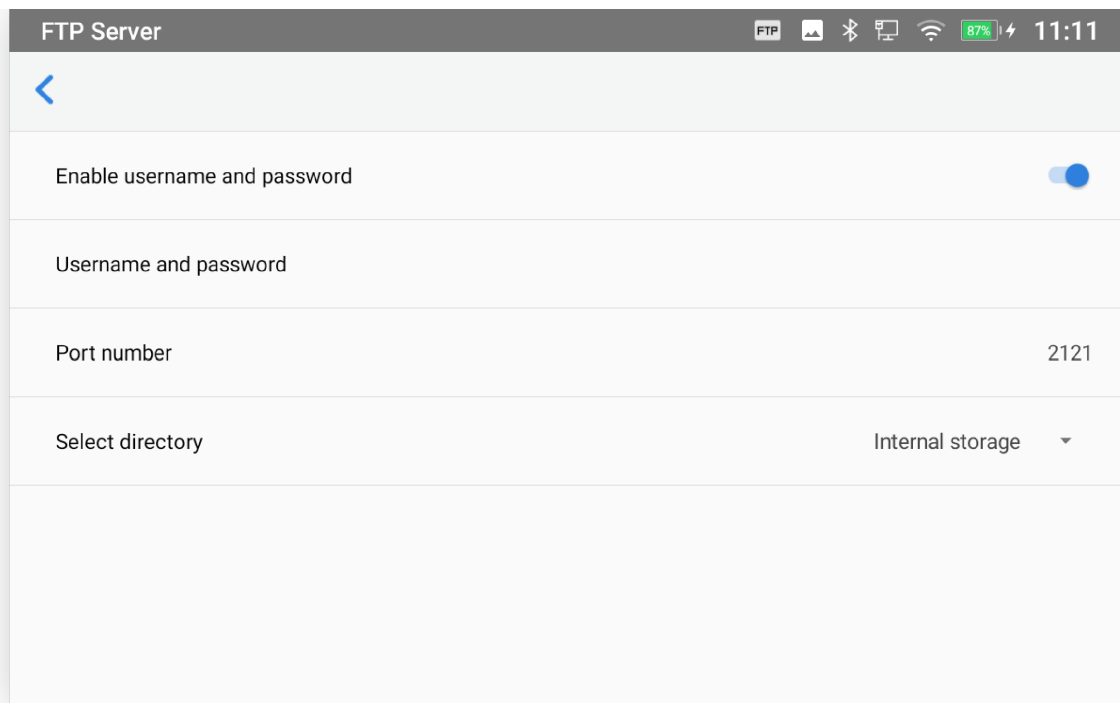 FTP Server FTP 87% 11:11
Enable username and password
Username and password
Port number 2121
Select directory Internal storage